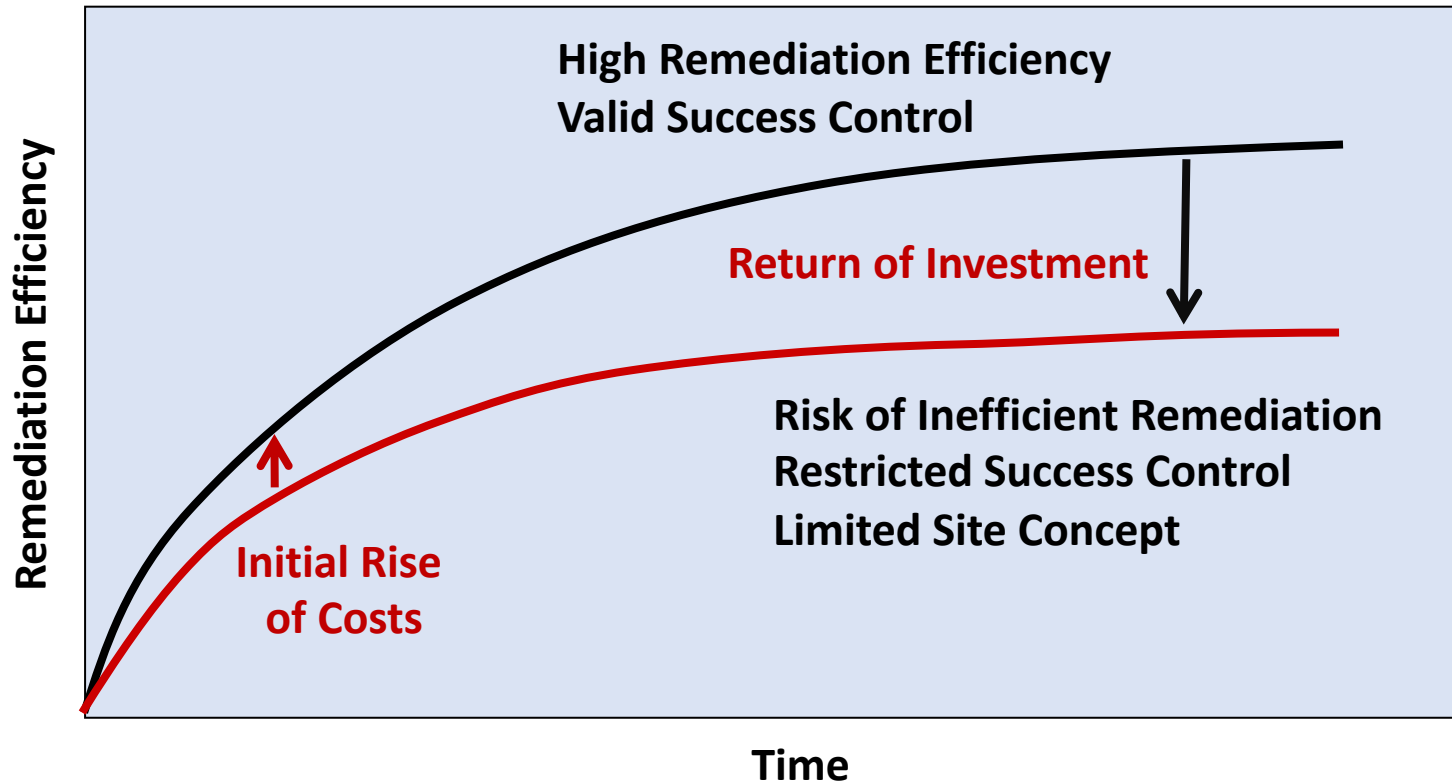 High Remediation Efficiency
Valid Success Control
Remediation Efficiency
Return of Investment
Risk of Inefficient Remediation
Restricted Success Control
Limited Site Concept
Initial Rise
of Costs
Time